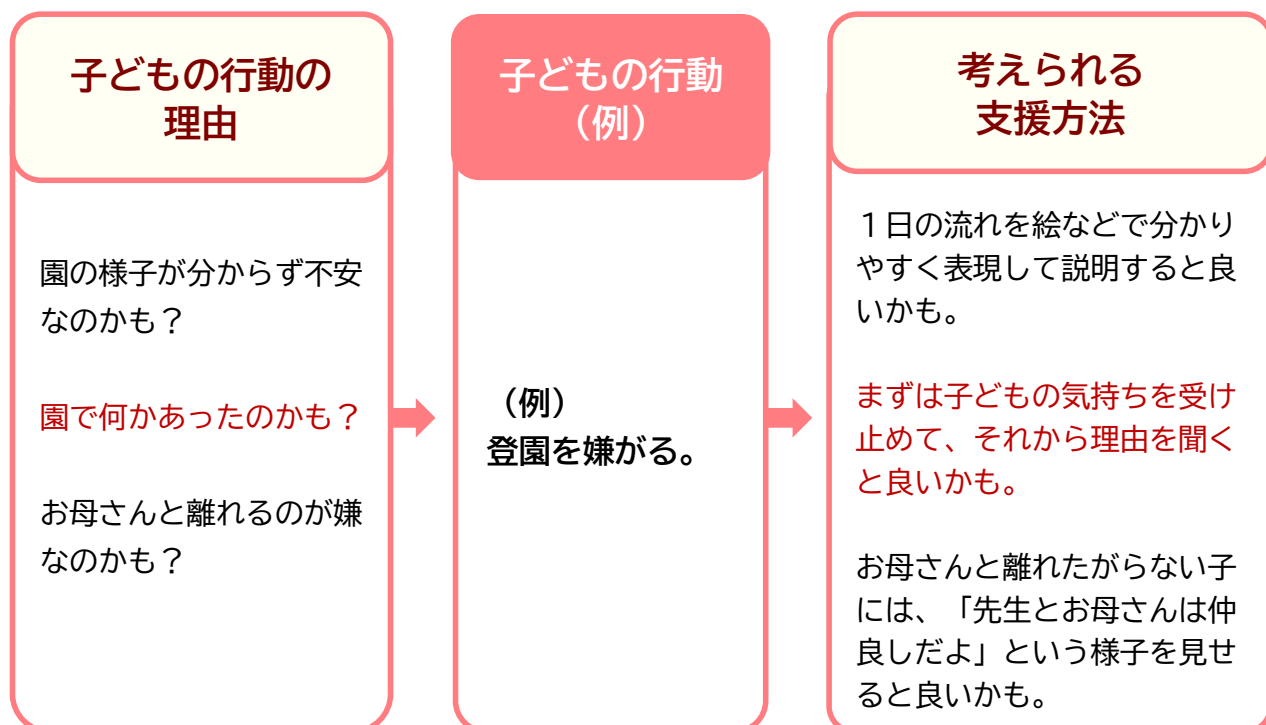 子どもの行動の
理由
園の様子が分からず不安
なのかも？
園で何かあったのかも？
お母さんと離れるのが嫌
なのかも？
子どもの行動
（例）
（例）
登園を嫌がる。
考えられる
支援方法
１日の流れを絵などで分かり
やすく表現して説明すると良
いかも。
まずは子どもの気持ちを受け
止めて、それから理由を聞く
と良いかも。
お母さんと離れたがらない子
には、「先生とお母さんは仲
良しだよ」という様子を見せ
ると良いかも。